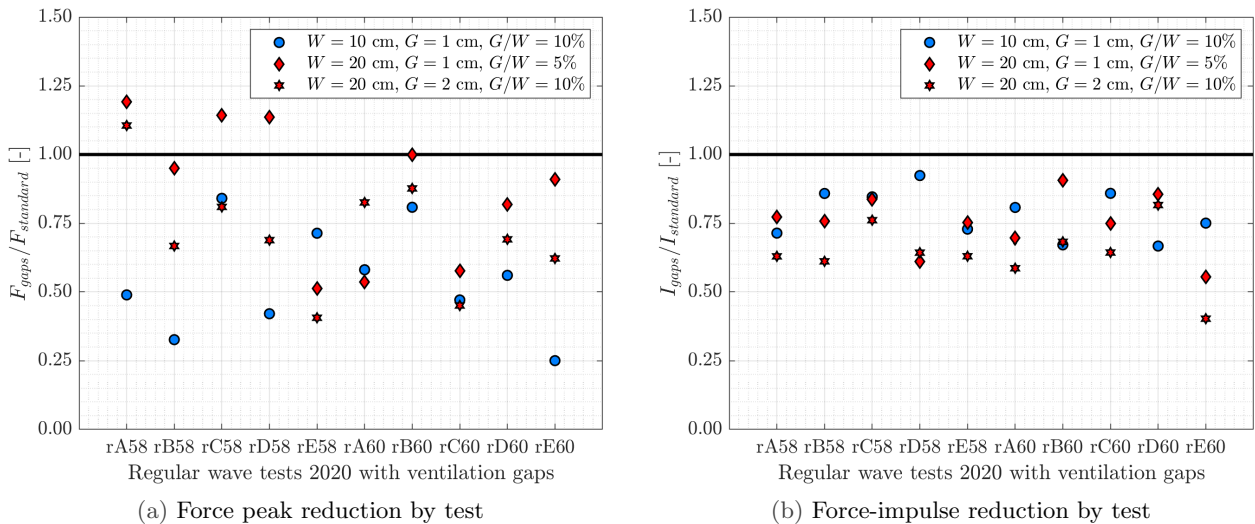 1.50
1.25
1.00
0.75
0.50
0.25
0.00
F_gaps/F_standard [-]
W = 10 cm, G = 1 cm, G/W = 10%
W = 20 cm, G = 1 cm, G/W = 5%
W = 20 cm, G = 2 cm, G/W = 10%
rA58 rB58 rC58 rD58 rE58 rA60 rB60 rC60 rD60 rE60
Regular wave tests 2020 with ventilation gaps
(a) Force peak reduction by test
1.50
1.25
1.00
0.75
0.50
0.25
0.00
I_gaps/I_standard [-]
W = 10 cm, G = 1 cm, G/W = 10%
W = 20 cm, G = 1 cm, G/W = 5%
W = 20 cm, G = 2 cm, G/W = 10%
rA58 rB58 rC58 rD58 rE58 rA60 rB60 rC60 rD60 rE60
Regular wave tests 2020 with ventilation gaps
(b) Force-impulse reduction by test